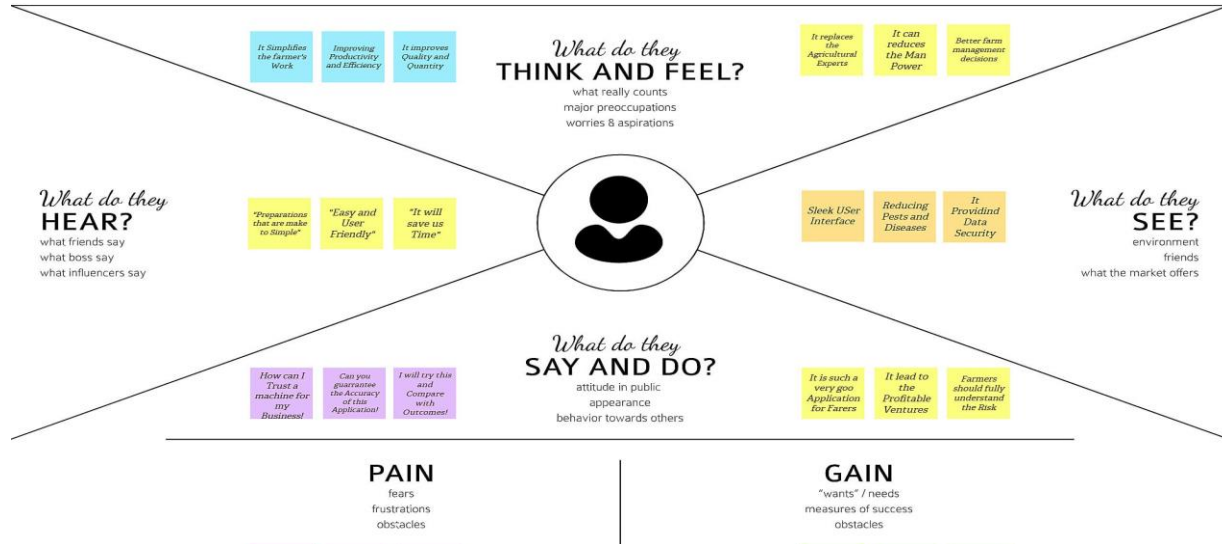 It Simplifies
the farmer's
Work
Improving
Productivity
and Efficiency
It improves
Quality and
Quantity
What do they
THINK AND FEEL?
what really counts
major preoccupations
worries & aspirations
It replaces
the
Agricultural
Experts
It can
reduces
the Man
Power
Better farm
management
decisions
What do they
HEAR?
what friends say
what boss say
what influencers say
"Preparations
that are make
to Simple"
"Easy and
User
Friendly"
"It will
save us
Time"
Sleek USer
Interface
Reducing
Pests and
Diseases
It
Providind
Data
Security
What do they
SEE?
environment
friends
what the market offers
What do they
SAY AND DO?
attitude in public
appearance
behavior towards others
How can I
Trust a
machine for
my
Business!
Can you
guarrantee
the Accuracy
of this
Application!
I will try this
and
Compare
with
Outcomes!
It is such a
very goo
Application
for Farers
It lead to
the
Profitable
Ventures
Farmers
should fully
understand
the Risk
PAIN
fears
frustrations
obstacles
GAIN
"wants" / needs
measures of success
obstacles